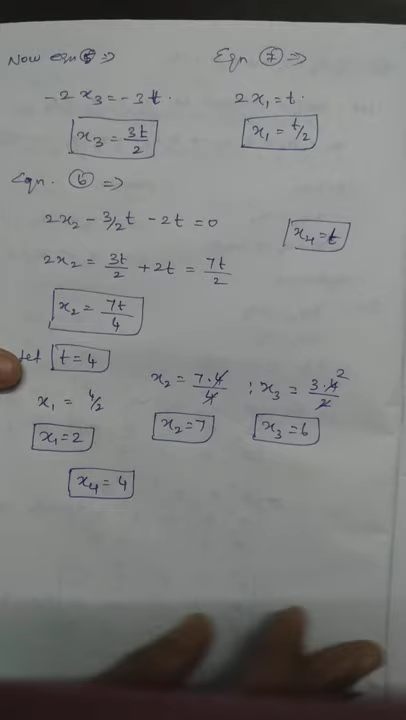 Now eqn ⑤ ⇒
-2x₃ = -3t.
x₃ = 3t/2
Eqn ⑦ ⇒
2x₁ = t.
x₁ = t/2
Eqn. ⑥ ⇒
2x₂ - 3/2t - 2t = 0
x₄ = t
2x₂ = 3t/2 + 2t = 7t/2
x₂ = 7t/4
let t = 4
x₁ = 4/2
x₁ = 2
x₂ = 7·4/4
x₂ = 7
; x₃ = 3·4²/2
x₃ = 6
x₄ = 4